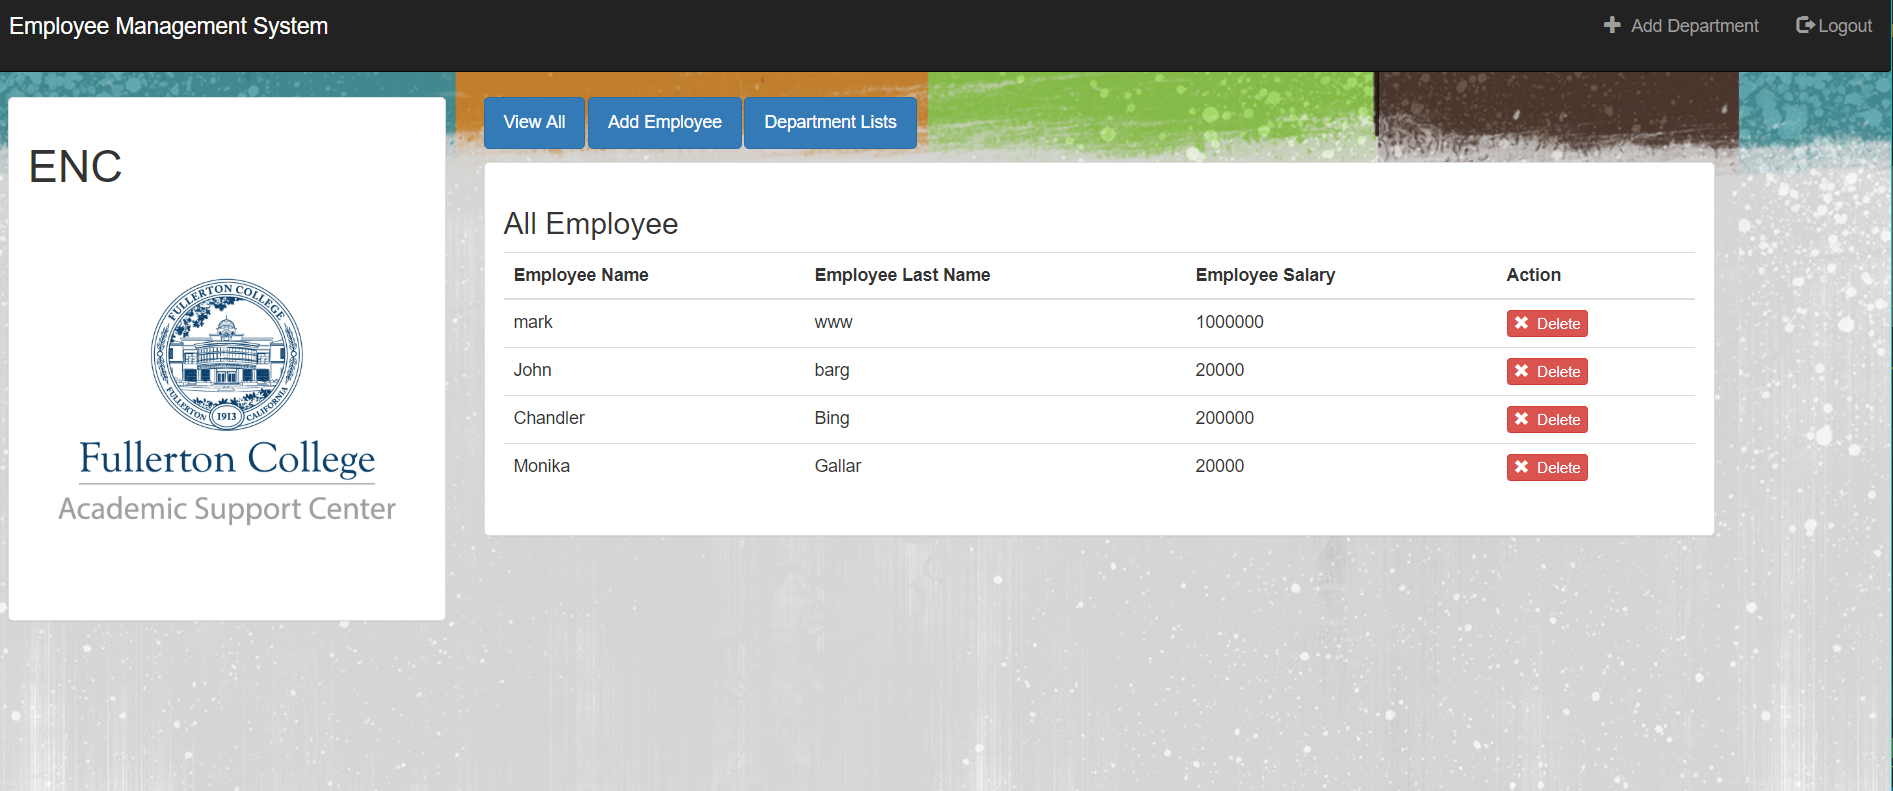 Employee Management System
Add Department
Logout
ENC
FULLERTON COLLEGE
FULLERTON
1913
CALIFORNIA
Fullerton College
Academic Support Center
View All
Add Employee
Department Lists
All Employee
Employee Name Employee Last Name Employee Salary Action
mark www 1000000 Delete
John barg 20000 Delete
Chandler Bing 200000 Delete
Monika Gallar 20000 Delete